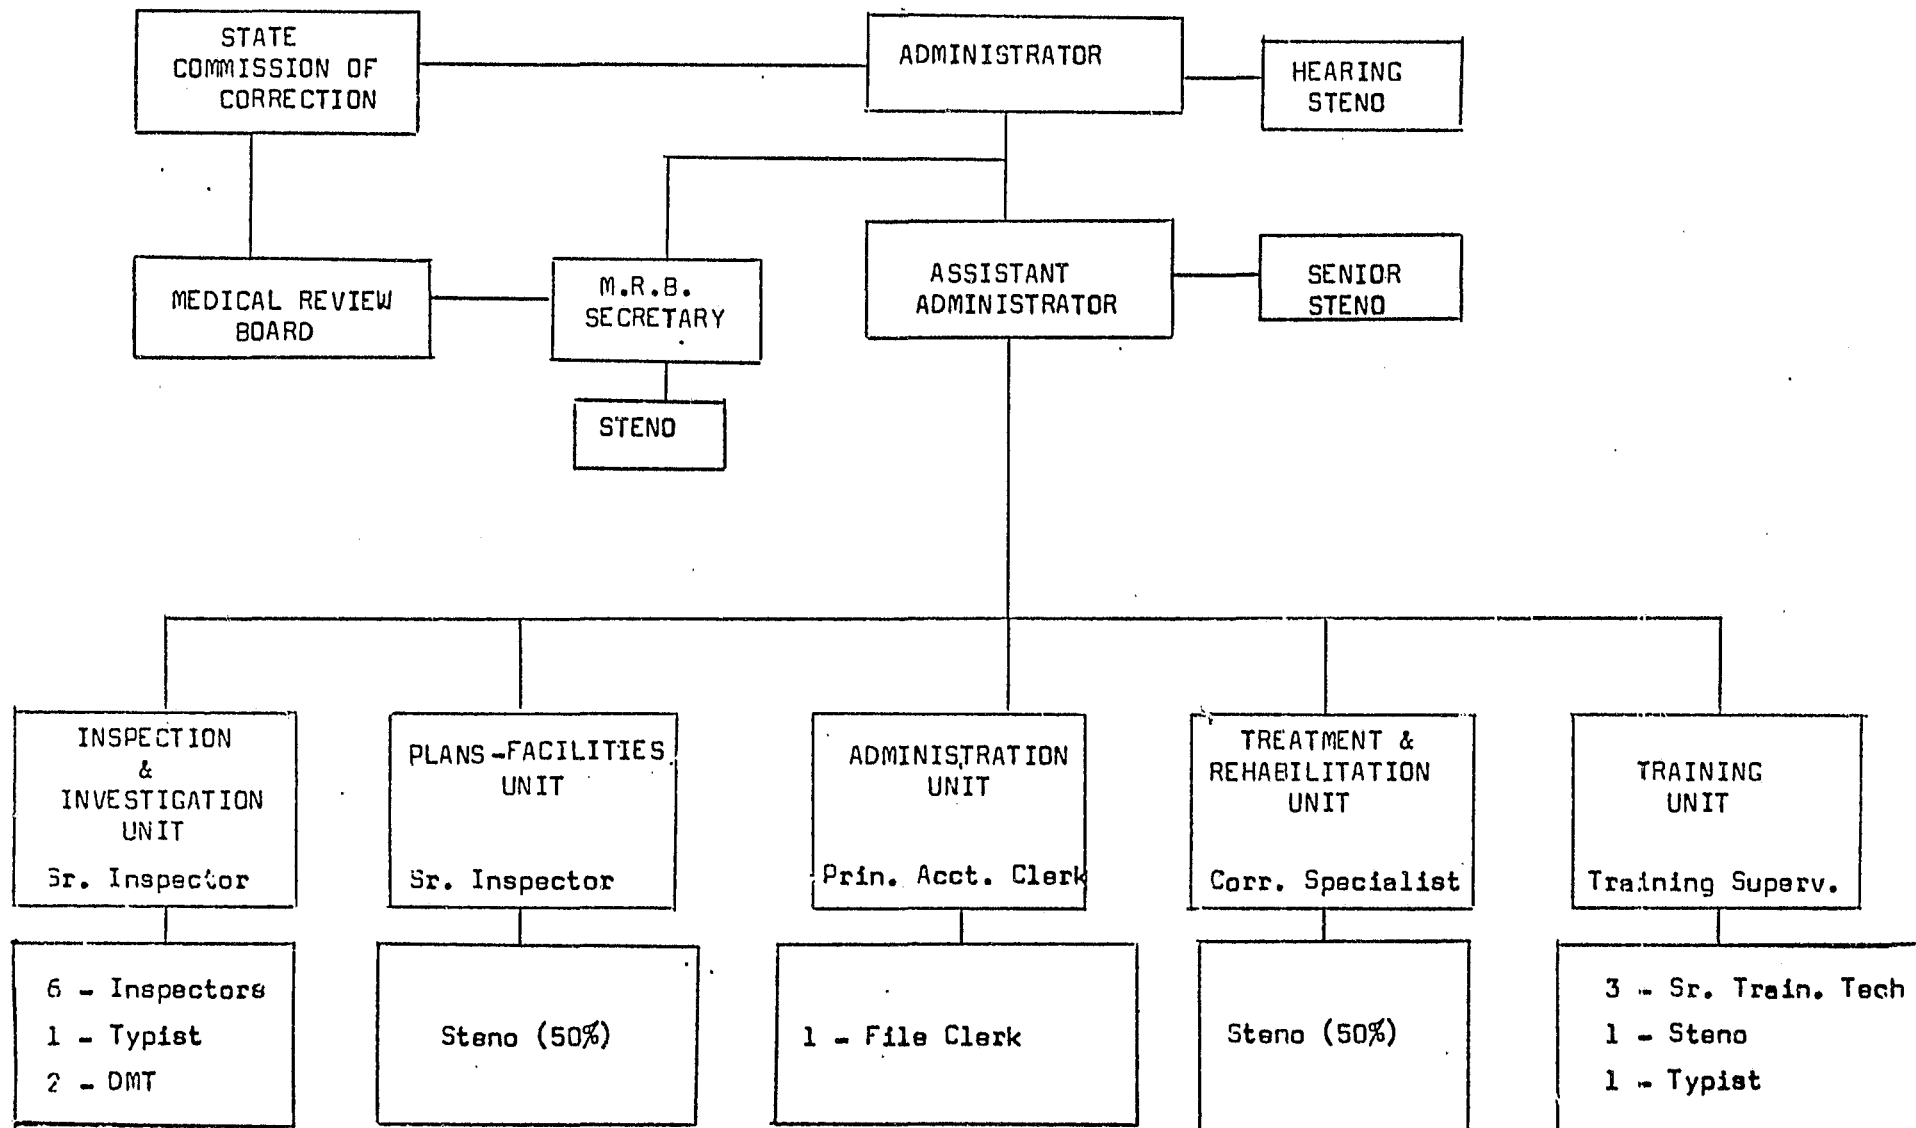 STATE
COMMISSION OF
CORRECTION
ADMINISTRATOR
HEARING
STENO
MEDICAL REVIEW
BOARD
M.R.B.
SECRETARY
ASSISTANT
ADMINISTRATOR
SENIOR
STENO
STENO
INSPECTION
&
INVESTIGATION
UNIT
Sr. Inspector
PLANS-FACILITIES
UNIT
Sr. Inspector
ADMINISTRATION
UNIT
Prin. Acct. Clerk
TREATMENT &
REHABILITATION
UNIT
Corr. Specialist
TRAINING
UNIT
Training Superv.
6 - Inspectors
1 - Typist
2 - DMT
Steno (50%)
1 - File Clerk
Steno (50%)
3 - Sr. Train. Tech
1 - Steno
1 - Typist